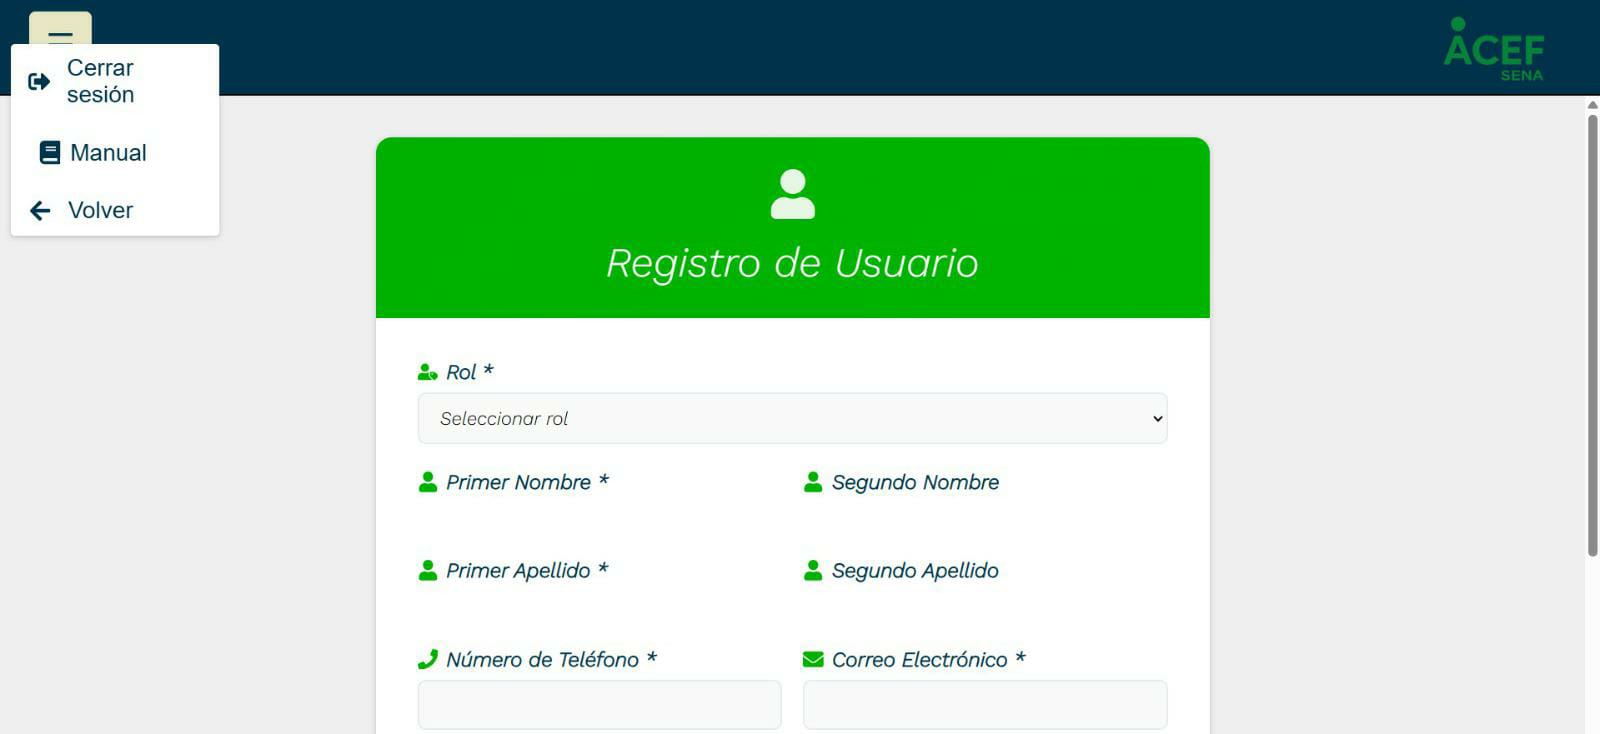 ACEF
SENA
Cerrar
sesión
Manual
Volver
Registro de Usuario
Rol *
Seleccionar rol
Primer Nombre *
Segundo Nombre
Primer Apellido *
Segundo Apellido
Número de Teléfono *
Correo Electrónico *